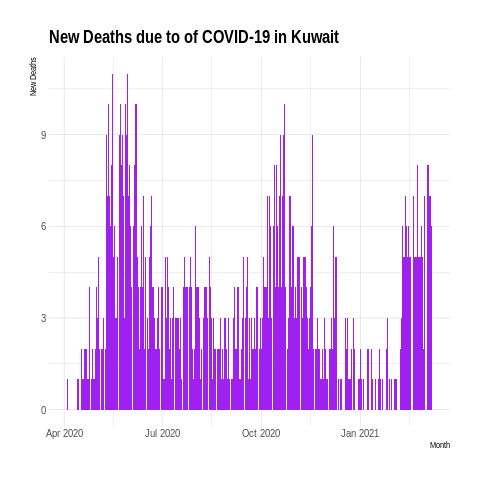 New Deaths due to of COVID-19 in Kuwait
New Deaths
9
6
3
0
Apr 2020 Jul 2020 Oct 2020 Jan 2021
Month